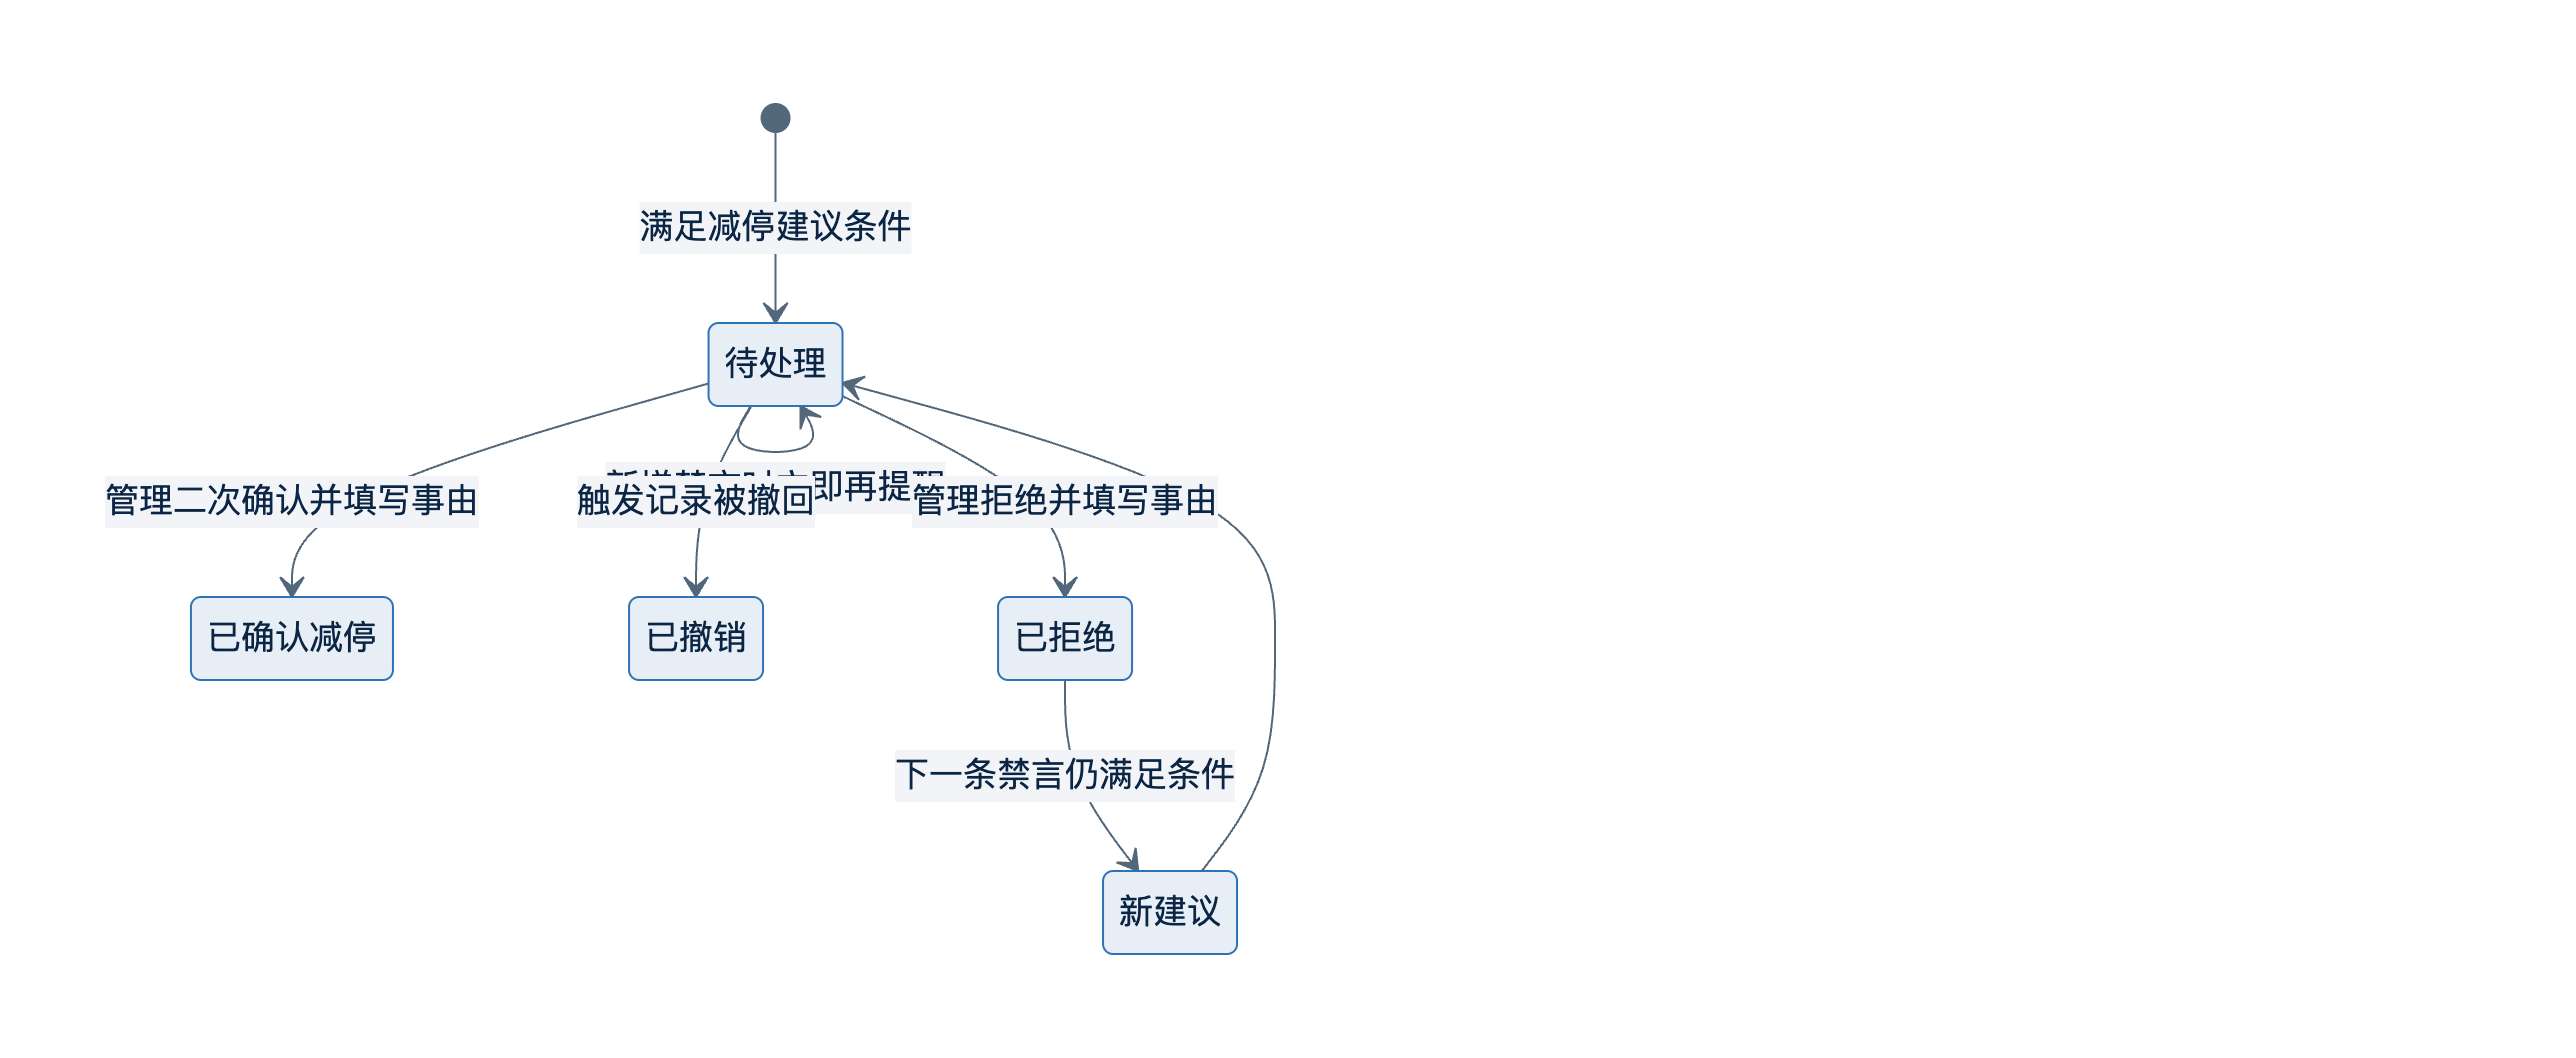 满足减停建议条件
待处理
管理二次确认并填写事由
触发记录被撤回
即再提醒
管理拒绝并填写事由
已确认减停
已撤销
已拒绝
下一条禁言仍满足条件
新建议